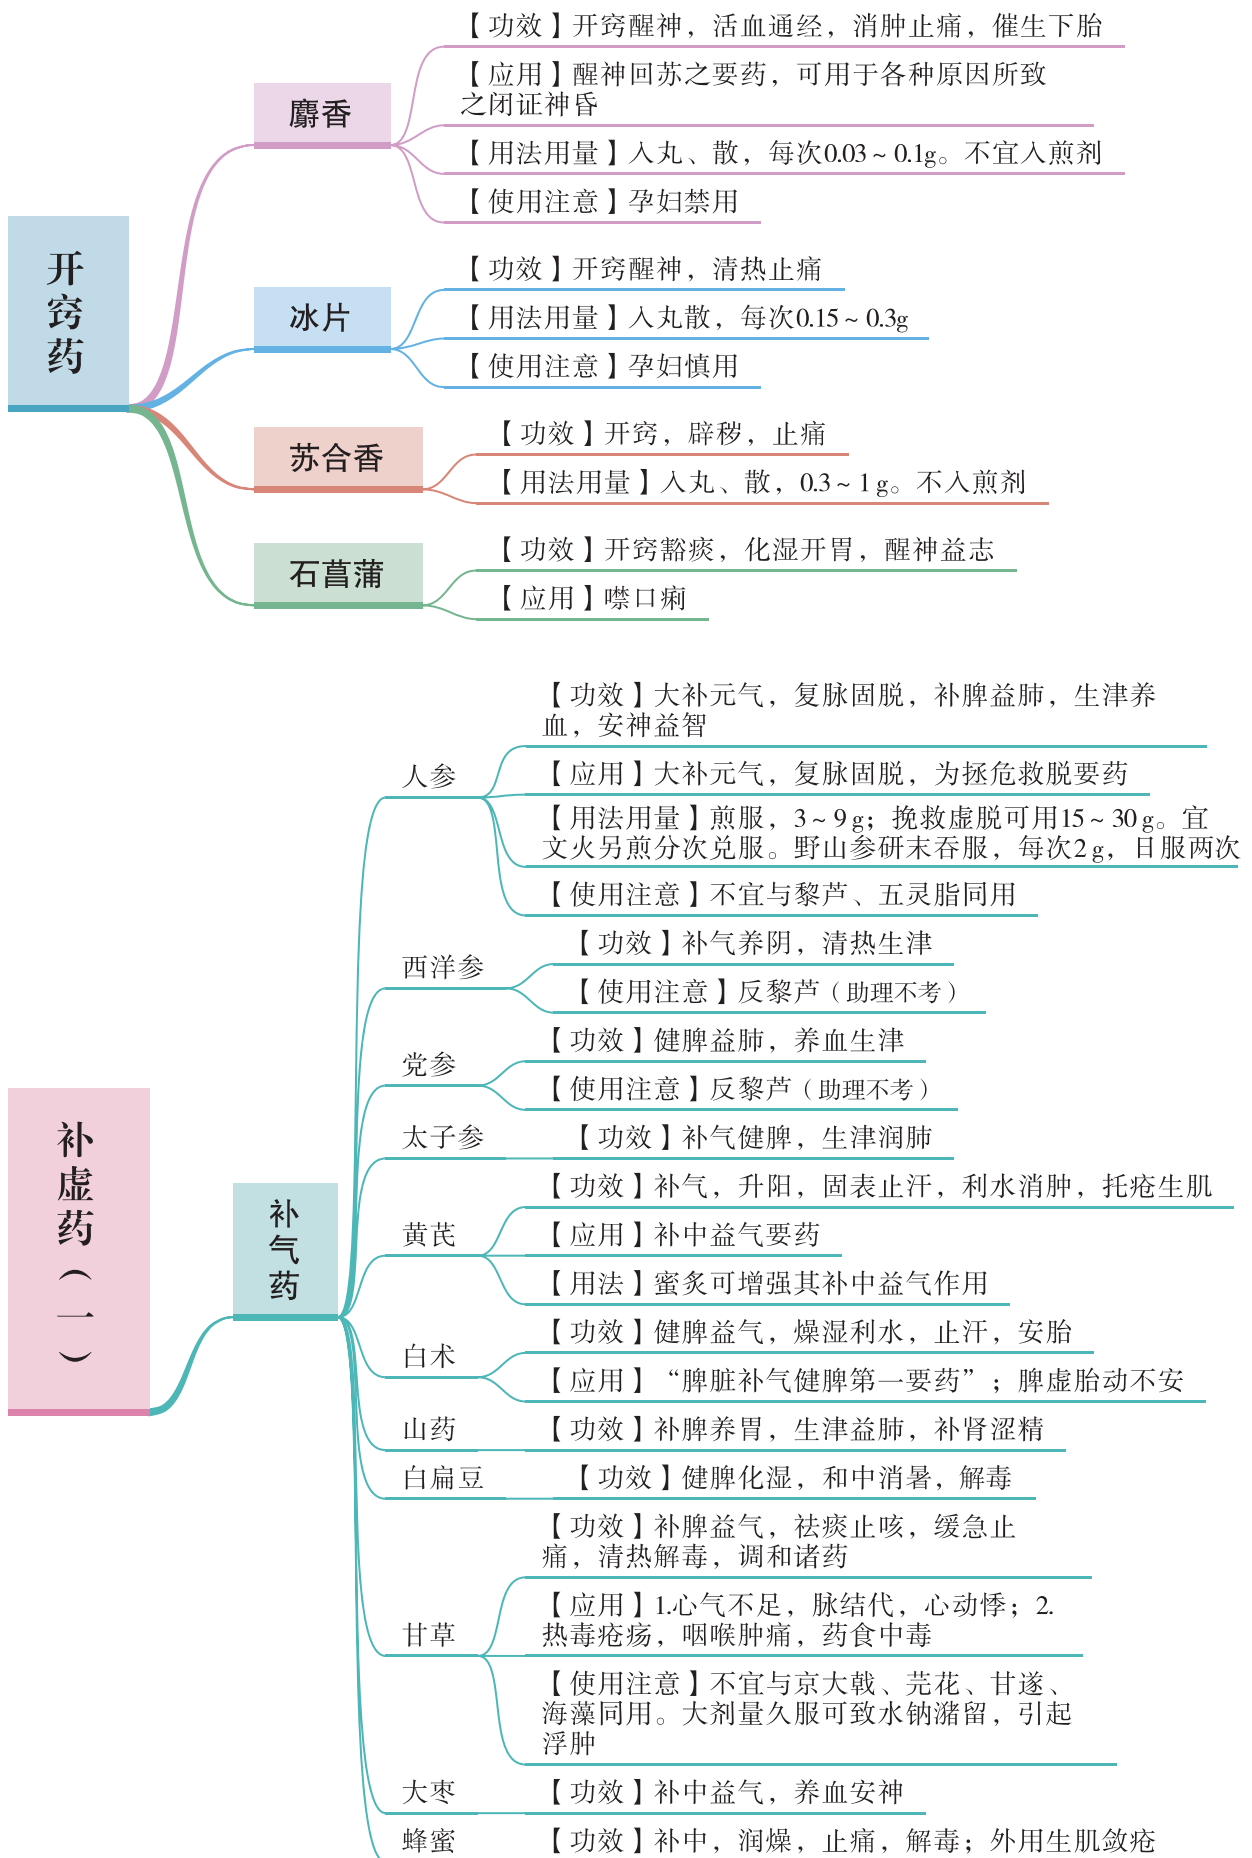 开窍药
麝香
【功效】开窍醒神，活血通经，消肿止痛，催生下胎
【应用】醒神回苏之要药，可用于各种原因所致
之闭证神昏
【用法用量】入丸、散，每次0.03～0.1g。不宜入煎剂
【使用注意】孕妇禁用
冰片
【功效】开窍醒神，清热止痛
【用法用量】入丸散，每次0.15～0.3g
【使用注意】孕妇慎用
苏合香
【功效】开窍，辟秽，止痛
【用法用量】入丸、散，0.3～1 g。不入煎剂
石菖蒲
【功效】开窍豁痰，化湿开胃，醒神益志
【应用】噤口痢
补虚药（一）
补气药
人参
【功效】大补元气，复脉固脱，补脾益肺，生津养
血，安神益智
【应用】大补元气，复脉固脱，为拯危救脱要药
【用法用量】煎服，3～9 g；挽救虚脱可用15～30 g。宜
文火另煎分次兑服。野山参研末吞服，每次2 g，日服两次
【使用注意】不宜与黎芦、五灵脂同用
西洋参
【功效】补气养阴，清热生津
【使用注意】反黎芦（助理不考）
党参
【功效】健脾益肺，养血生津
【使用注意】反黎芦（助理不考）
太子参
【功效】补气健脾，生津润肺
黄芪
【功效】补气，升阳，固表止汗，利水消肿，托疮生肌
【应用】补中益气要药
【用法】蜜炙可增强其补中益气作用
白术
【功效】健脾益气，燥湿利水，止汗，安胎
【应用】“脾脏补气健脾第一要药”；脾虚胎动不安
山药
【功效】补脾养胃，生津益肺，补肾涩精
白扁豆
【功效】健脾化湿，和中消暑，解毒
甘草
【功效】补脾益气，祛痰止咳，缓急止
痛，清热解毒，调和诸药
【应用】1.心气不足，脉结代，心动悸；2.
热毒疮疡，咽喉肿痛，药食中毒
【使用注意】不宜与京大戟、芫花、甘遂、
海藻同用。大剂量久服可致水钠潴留，引起
浮肿
大枣
【功效】补中益气，养血安神
蜂蜜
【功效】补中，润燥，止痛，解毒；外用生肌敛疮